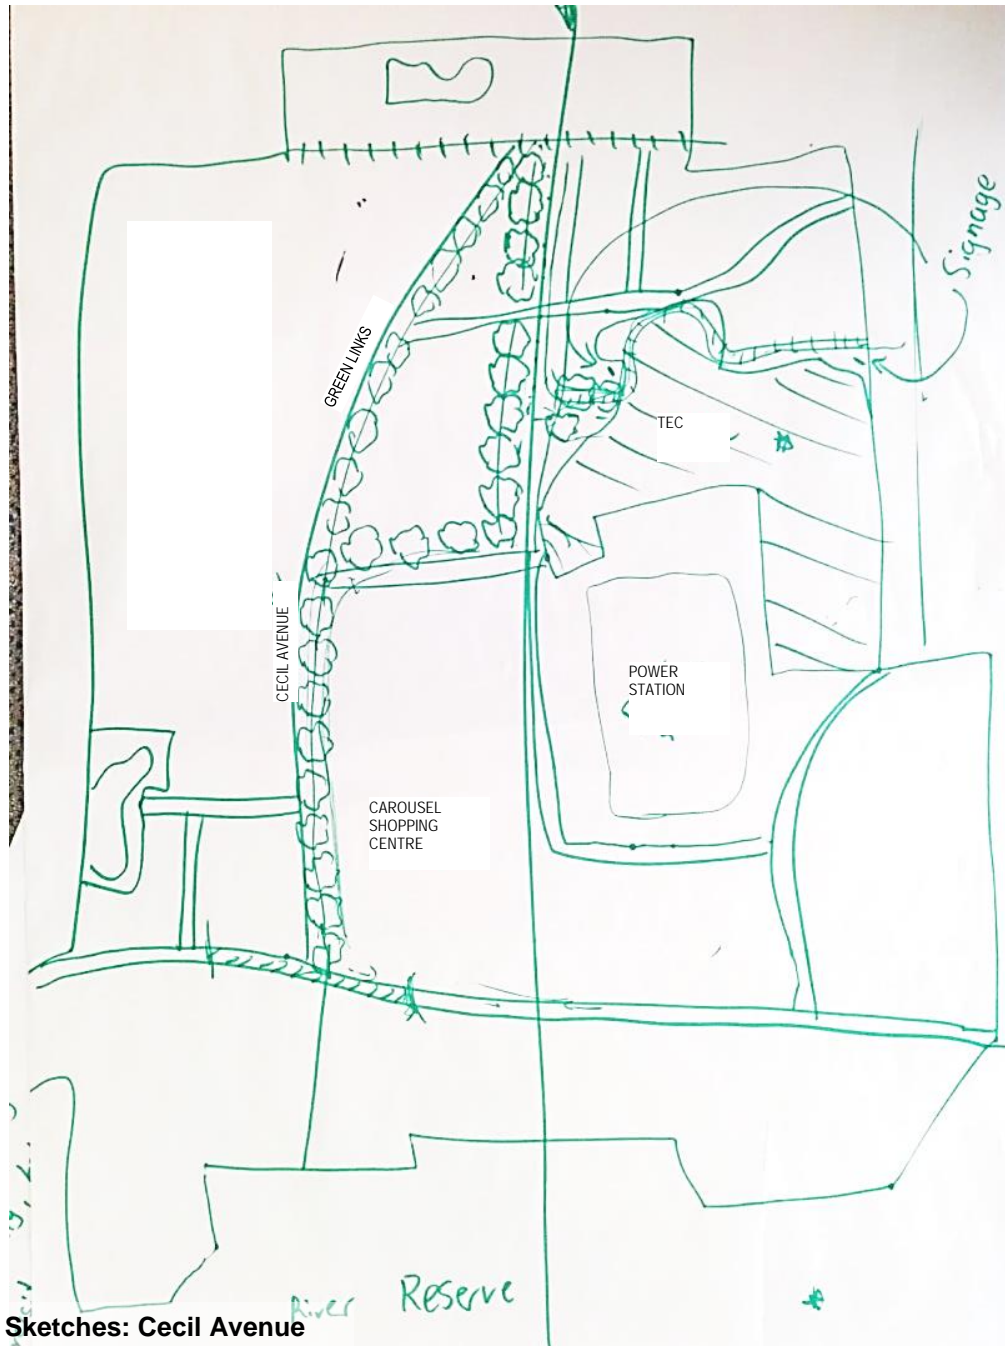 Signage
GREEN LINKS
TEC
CECIL AVENUE
POWER
STATION
CAROUSEL
SHOPPING
CENTRE
River Reserve
Sketches: Cecil Avenue